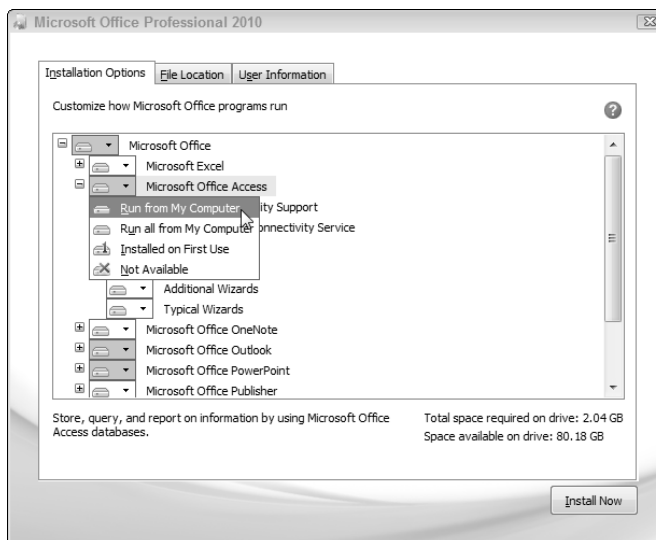 Microsoft Office Professional 2010
Installation Options File Location User Information
Customize how Microsoft Office programs run
Microsoft Office
Microsoft Excel
Microsoft Office Access
Run from My Computer ity Support
Run all from My Computer onnectivity Service
Installed on First Use
Not Available
Additional Wizards
Typical Wizards
Microsoft Office OneNote
Microsoft Office Outlook
Microsoft Office PowerPoint
Microsoft Office Publisher
Store, query, and report on information by using Microsoft Office
Access databases.
Total space required on drive: 2.04 GB
Space available on drive: 80.18 GB
Install Now